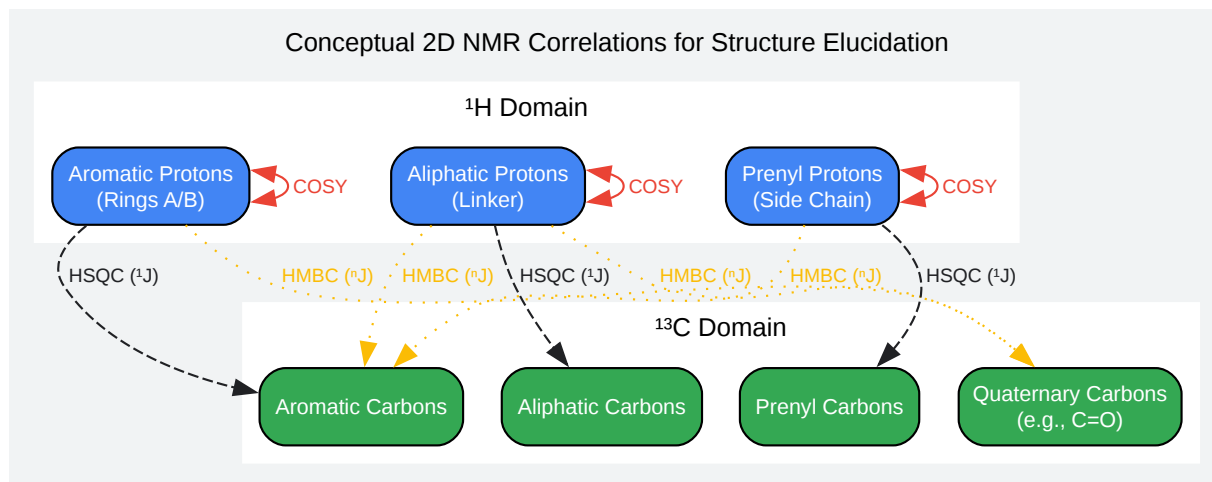 Conceptual 2D NMR Correlations for Structure Elucidation
¹H Domain
Aromatic Protons
(Rings A/B)
COSY
Aliphatic Protons
(Linker)
COSY
Prenyl Protons
(Side Chain)
COSY
HSQC (¹J)
HMBC (ⁿJ)
HMBC (ⁿJ)
HSQC (¹J)
HMBC (ⁿJ)
HMBC (ⁿJ)
HSQC (¹J)
¹³C Domain
Aromatic Carbons
Aliphatic Carbons
Prenyl Carbons
Quaternary Carbons
(e.g., C=O)